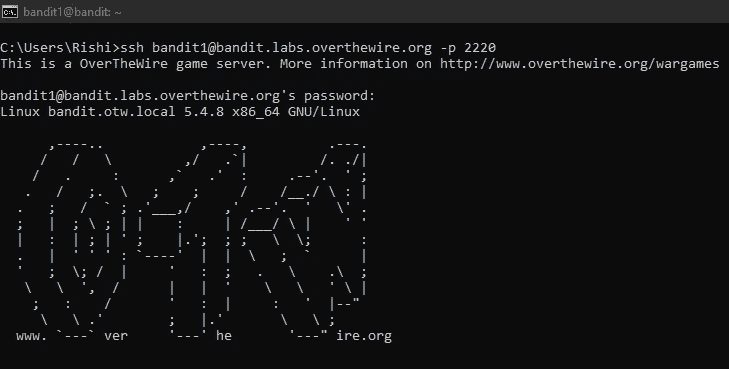 bandit1@bandit: ~
C:\Users\Rishi>ssh bandit1@bandit.labs.overthewire.org -p 2220
This is a OverTheWire game server. More information on http://www.overthewire.org/wargames
bandit1@bandit.labs.overthewire.org's password:
Linux bandit.otw.local 5.4.8 x86_64 GNU/Linux
www. `---` ver '---' he '---" ire.org